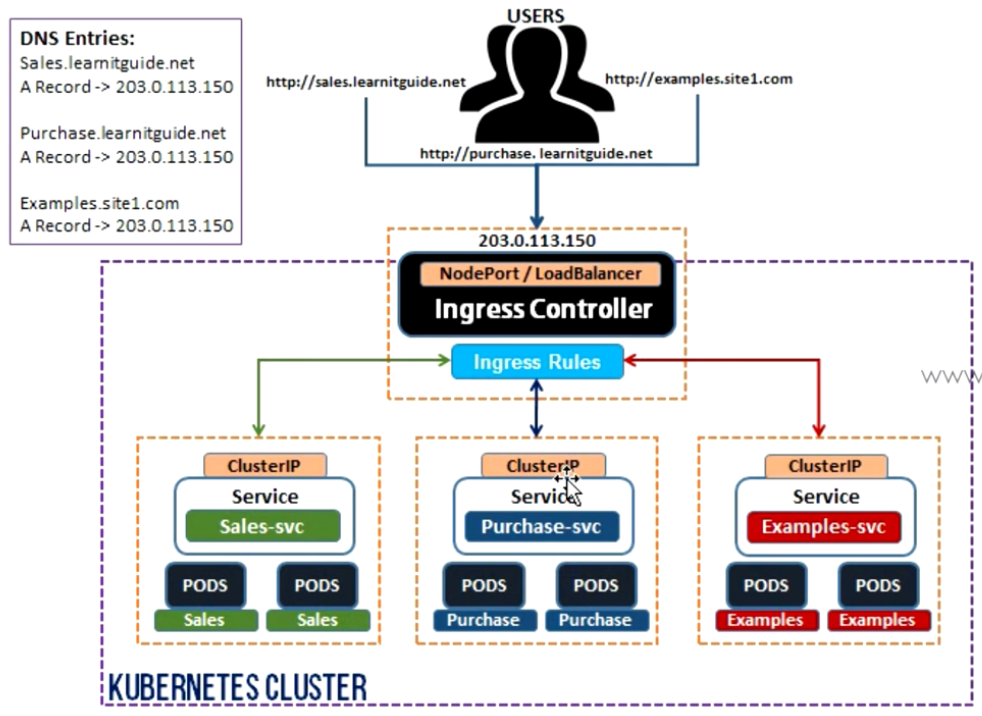 USERS
DNS Entries:
Sales.learnitguide.net
A Record -> 203.0.113.150
Purchase.learnitguide.net
A Record -> 203.0.113.150
Examples.site1.com
A Record -> 203.0.113.150
http://sales.learnitguide.net
http://examples.site1.com
http://purchase. learnitguide.net
203.0.113.150
NodePort / LoadBalancer
Ingress Controller
Ingress Rules
www
ClusterIP
Service
Sales-svc
PODS PODS
Sales Sales
ClusterIP
Service
Purchase-svc
PODS PODS
Purchase Purchase
ClusterIP
Service
Examples-svc
PODS PODS
Examples Examples
KUBERNETES CLUSTER